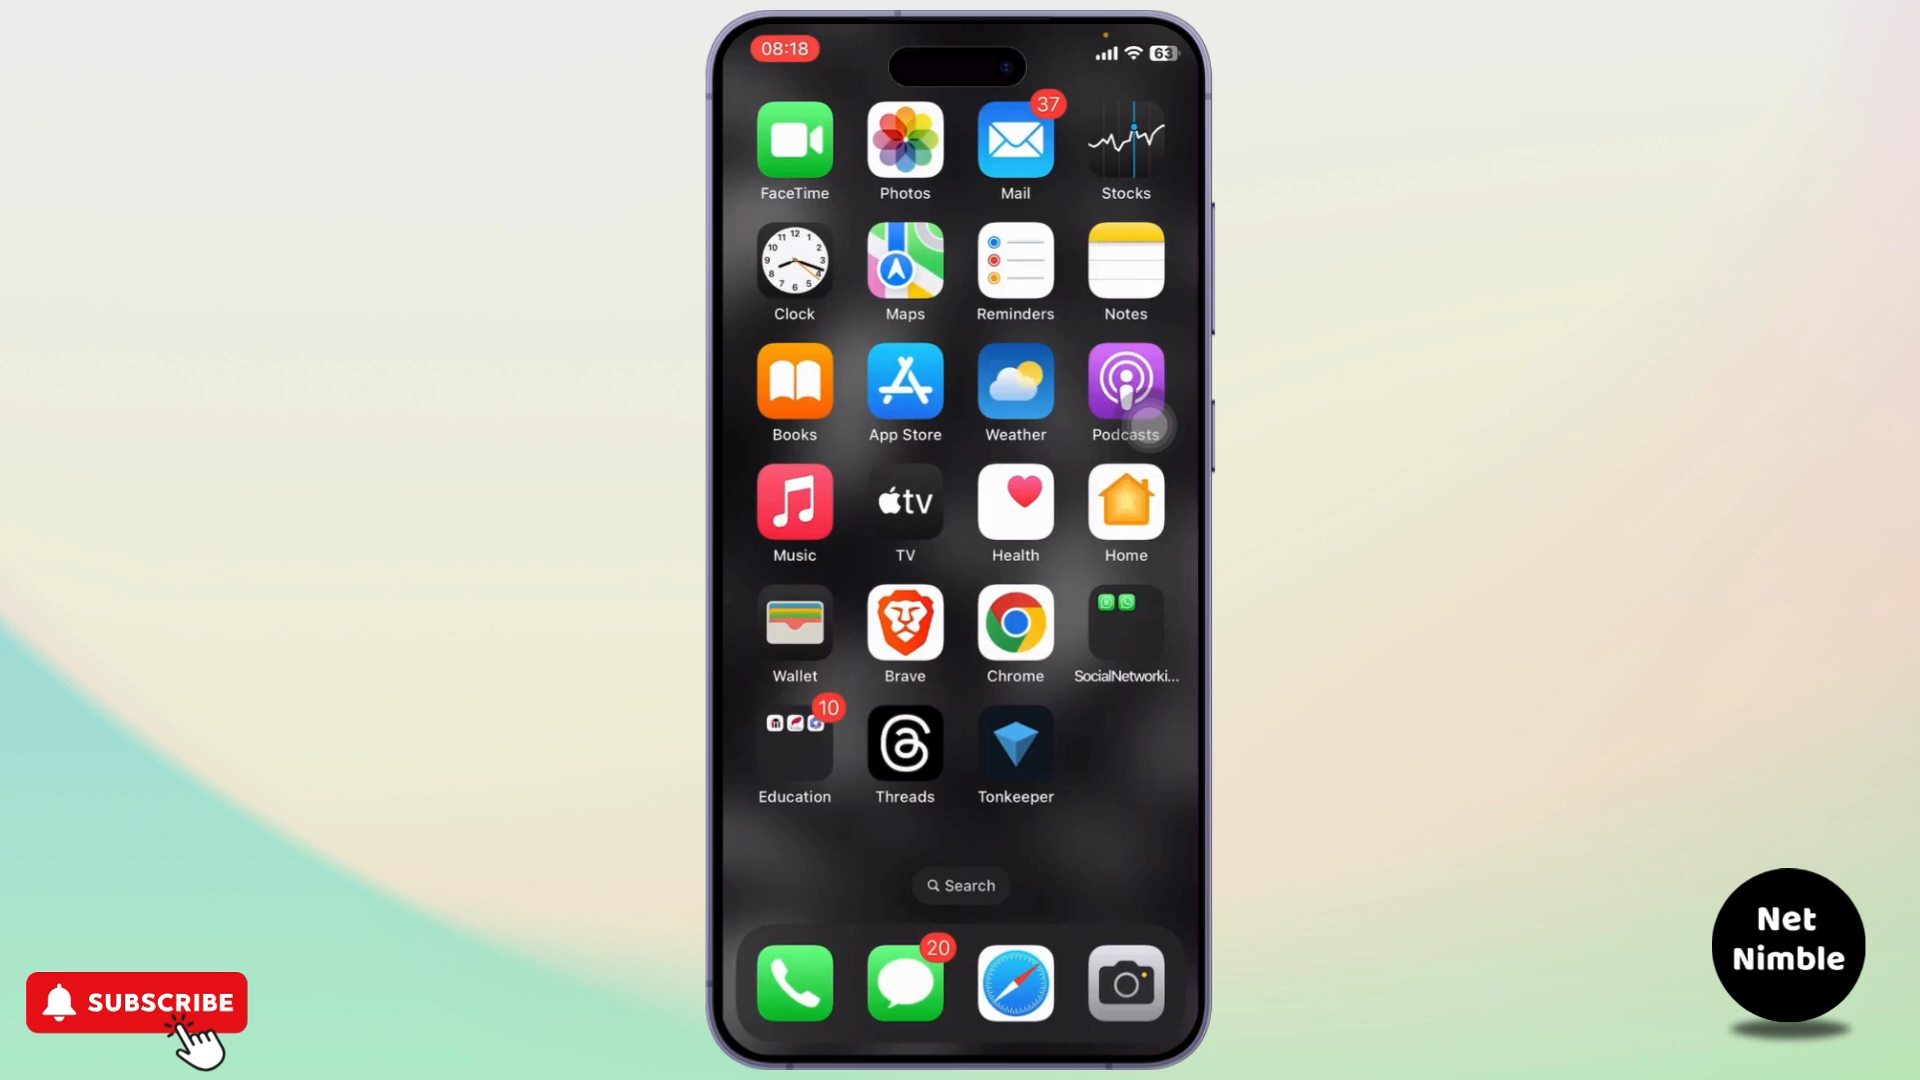 08:18
63
37
FaceTime
Photos
Mail
Stocks
Clock
Maps
Reminders
Notes
Books
App Store
Weather
Podcasts
tv
Music
TV
Health
Home
Wallet
Brave
Chrome
SocialNetworki...
10
Education
Threads
Tonkeeper
Search
20
SUBSCRIBE
Net
Nimble